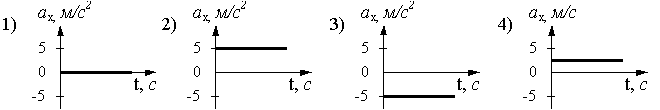 1) aₓ, м/с² 2) aₓ, м/с² 3) aₓ, м/с² 4) aₓ, м/с
5 5 5 5
0 0 0 0
t, c t, c t, c t, c
-5 -5 -5 -5